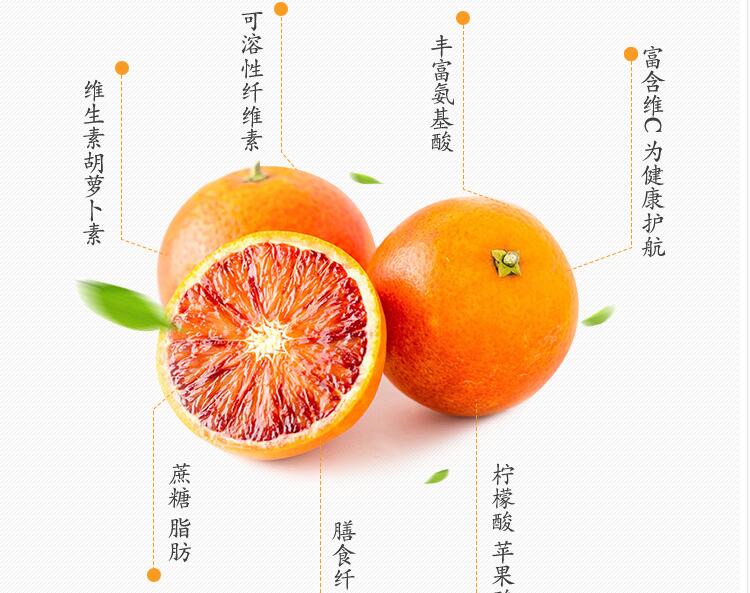 维生素胡萝卜素
可溶性纤维素
丰富氨基酸
富含维C 为健康护航
蔗糖 脂肪
膳食纤
柠檬酸 苹果